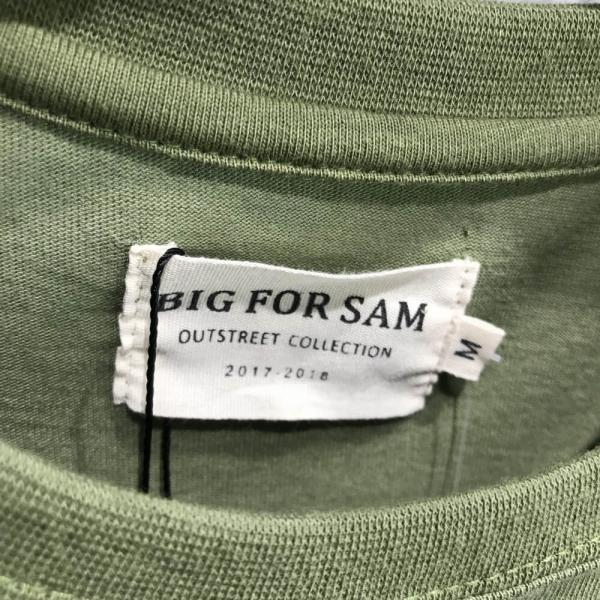 BIG FOR SAM
OUTSTREET COLLECTION
2017-2018
M